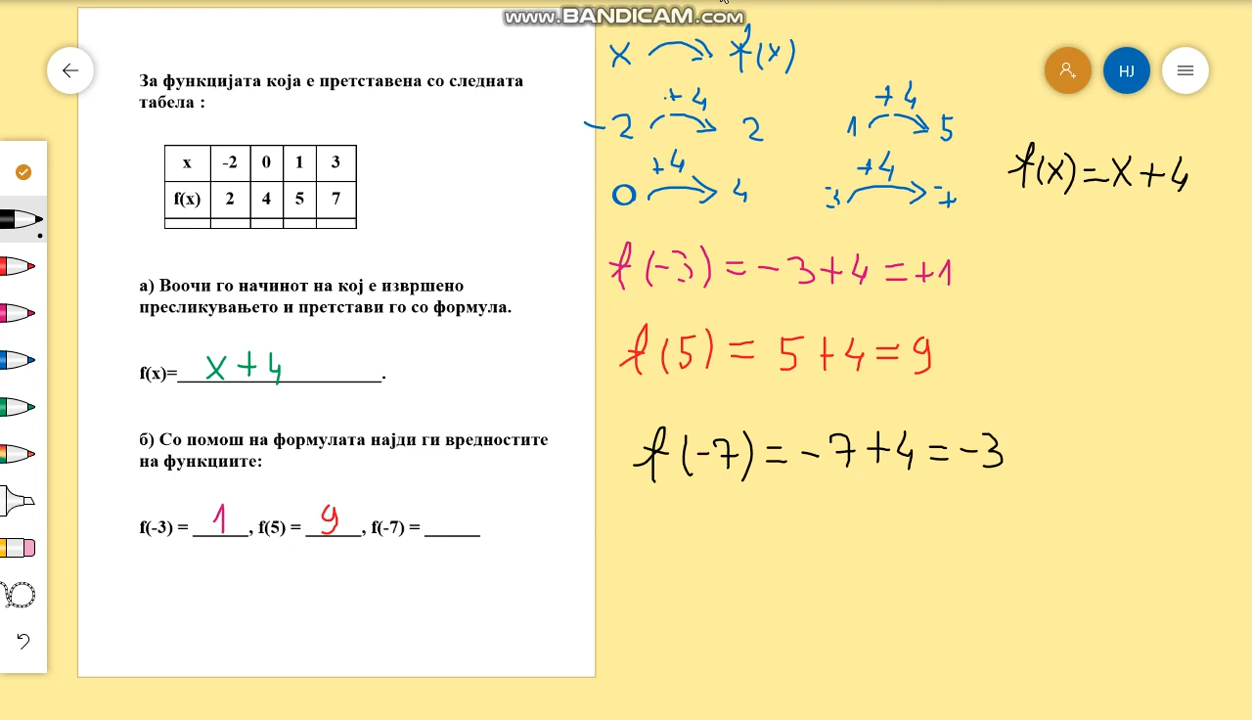 www.BANDICAM.com
За функцијата која е претставена со следната
табела :
x -2 0 1 3
f(x) 2 4 5 7
а) Воочи го начинот на кој е извршено
пресликувањето и претстави го со формула.
f(x)= x + 4 .
б) Со помош на формулата најди ги вредностите
на функциите:
f(-3) = 1 , f(5) = 9 , f(-7) = ______
x f(x)
+4
-2 2
+4
1 5
+4
0 4
+4
3 7
f(x)=x+4
f(-3)=-3+4=+1
f(5)=5+4=9
f(-7)=-7+4=-3
HJ